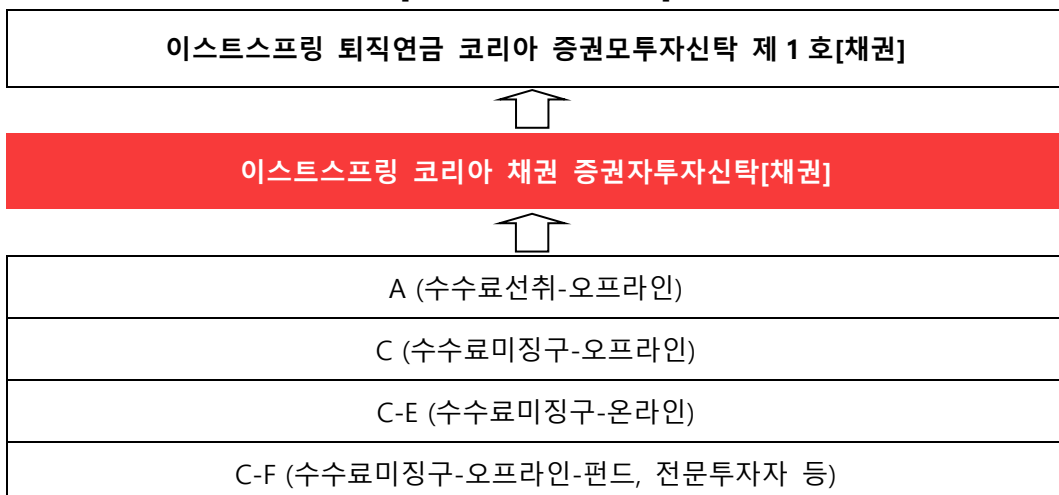 이스트스프링 퇴직연금 코리아 증권모투자신탁 제 1 호[채권]
이스트스프링 코리아 채권 증권자투자신탁[채권]
A (수수료선취-오프라인)
C (수수료미징구-오프라인)
C-E (수수료미징구-온라인)
C-F (수수료미징구-오프라인-펀드, 전문투자자 등)